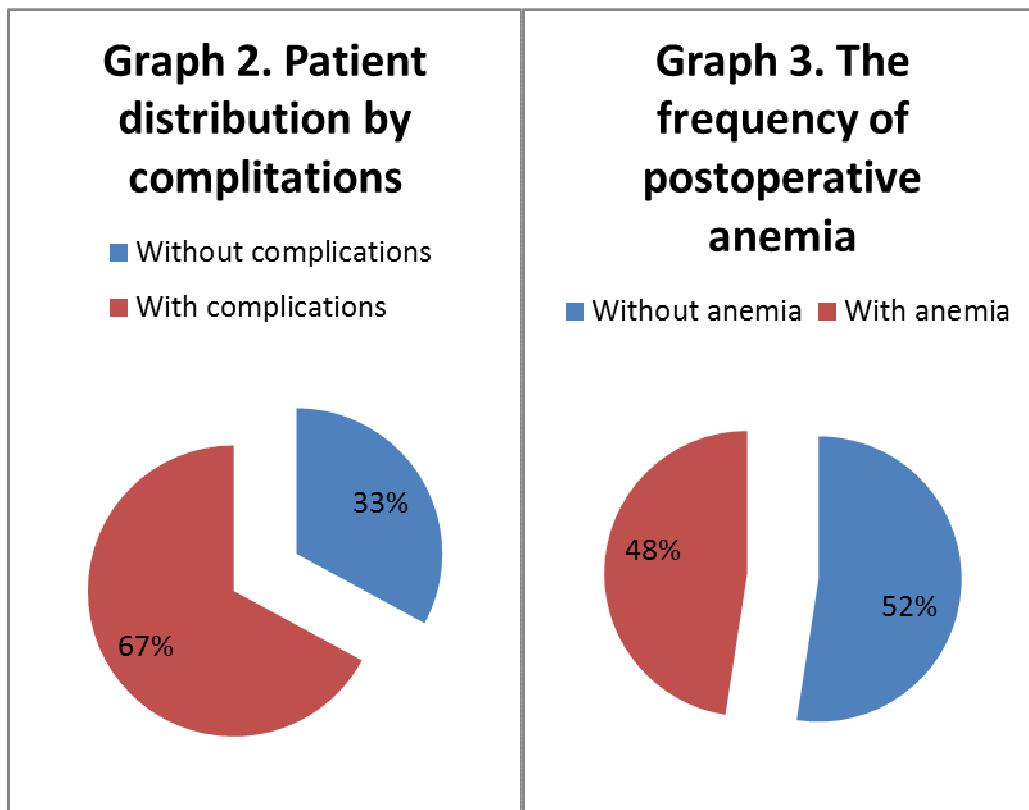 Graph 2. Patient
distribution by
complitations
Without complications
With complications
33%
67%
Graph 3. The
frequency of
postoperative
anemia
Without anemia With anemia
48%
52%